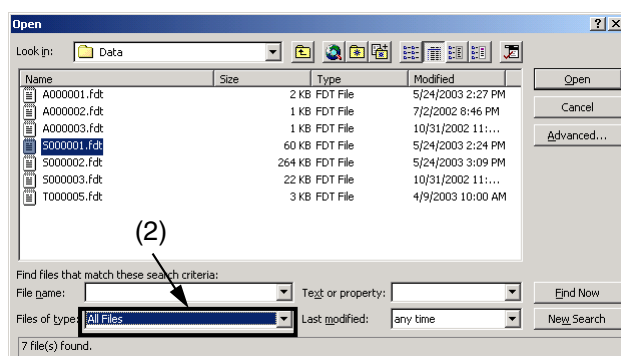 Open
Look in: Data
Name Size Type Modified
A000001.fdt 2 KB FDT File 5/24/2003 2:27 PM
A000002.fdt 1 KB FDT File 7/2/2002 8:46 PM
A000003.fdt 1 KB FDT File 10/31/2002 11:...
S000001.fdt 60 KB FDT File 5/24/2003 2:24 PM
S000002.fdt 264 KB FDT File 5/24/2003 3:09 PM
S000003.fdt 22 KB FDT File 10/31/2002 11:...
T000005.fdt 3 KB FDT File 4/9/2003 10:00 AM
Open
Cancel
Advanced...
(2)
Find files that match these search criteria:
File name: Text or property: Find Now
Files of type: All Files Last modified: any time New Search
7 file(s) found.